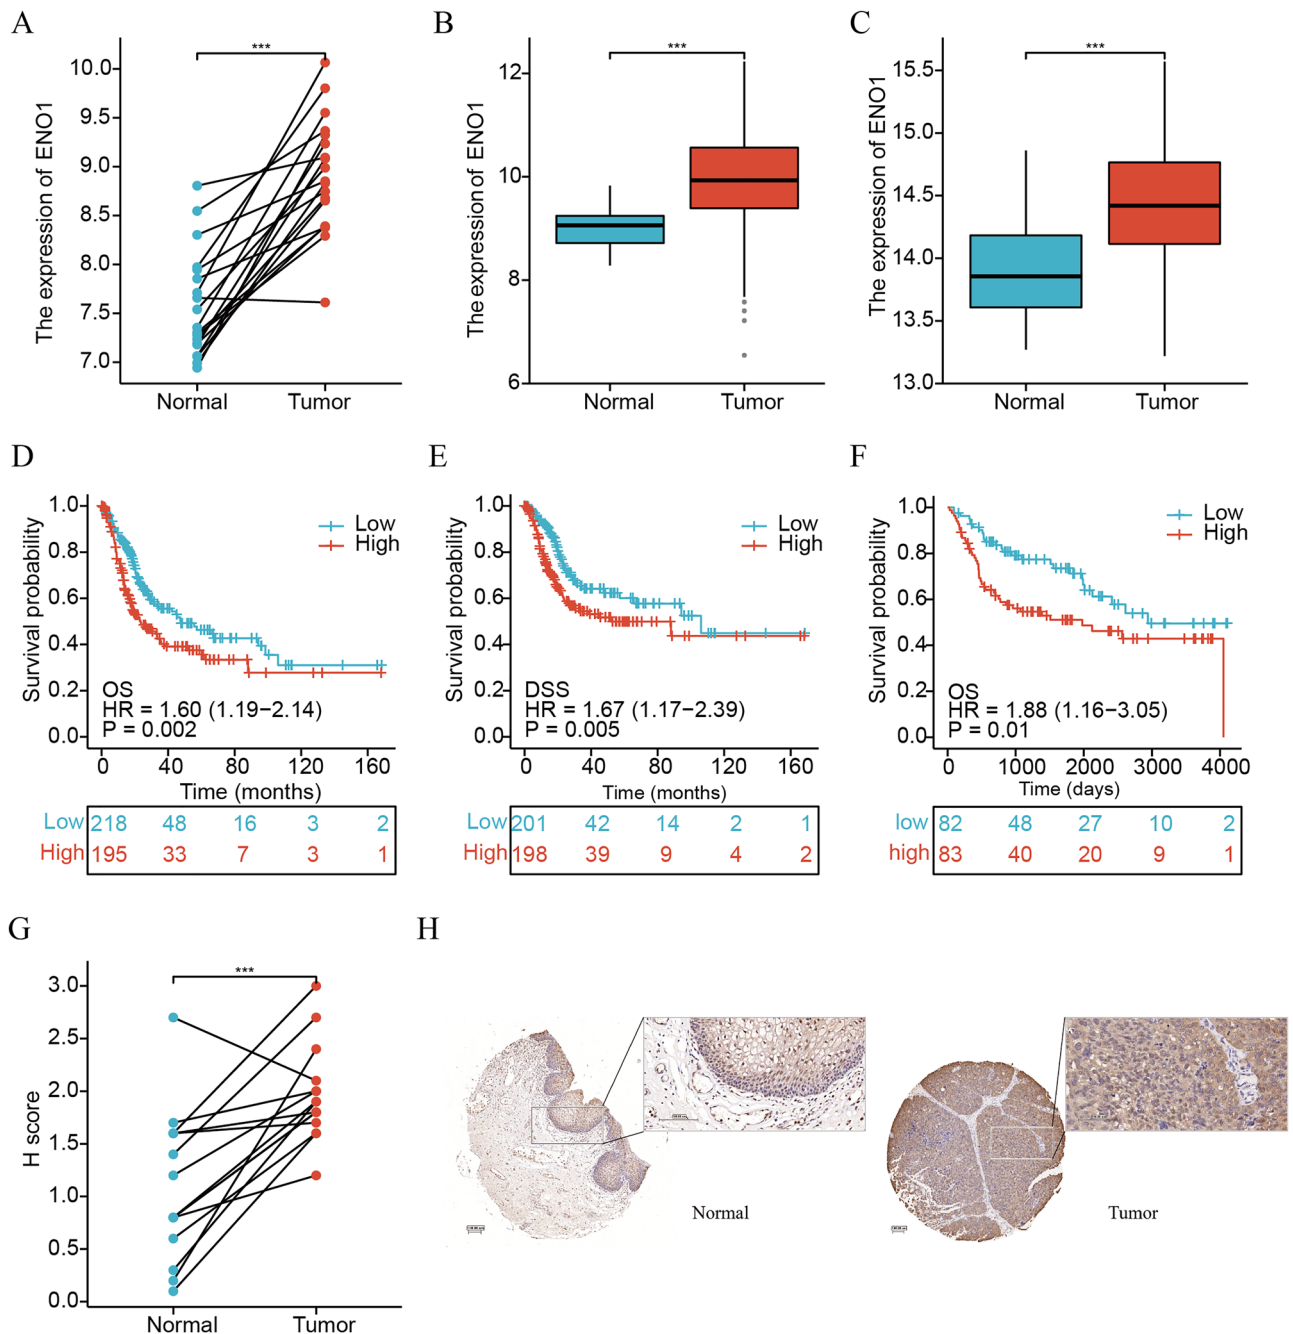 A
The expression of ENO1
***
10.0
9.5
9.0
8.5
8.0
7.5
7.0
Normal Tumor
B
The expression of ENO1
***
12
10
8
6
Normal Tumor
C
The expression of ENO1
***
15.5
15.0
14.5
14.0
13.5
13.0
Normal Tumor
D
Survival probability
1.0
0.8
0.6
0.4
0.2
0.0
Low
High
OS
HR = 1.60 (1.19−2.14)
P = 0.002
0 40 80 120 160
Time (months)
Low 218 48 16 3 2
High 195 33 7 3 1
E
Survival probability
1.0
0.8
0.6
0.4
0.2
0.0
Low
High
DSS
HR = 1.67 (1.17−2.39)
P = 0.005
0 40 80 120 160
Time (months)
Low 201 42 14 2 1
High 198 39 9 4 2
F
Survival probability
1.0
0.8
0.6
0.4
0.2
0.0
Low
High
OS
HR = 1.88 (1.16−3.05)
P = 0.01
0 1000 2000 3000 4000
Time (days)
low 82 48 27 10 2
high 83 40 20 9 1
G
H score
***
3.0
2.5
2.0
1.5
1.0
0.5
0.0
Normal Tumor
H
Normal
Tumor